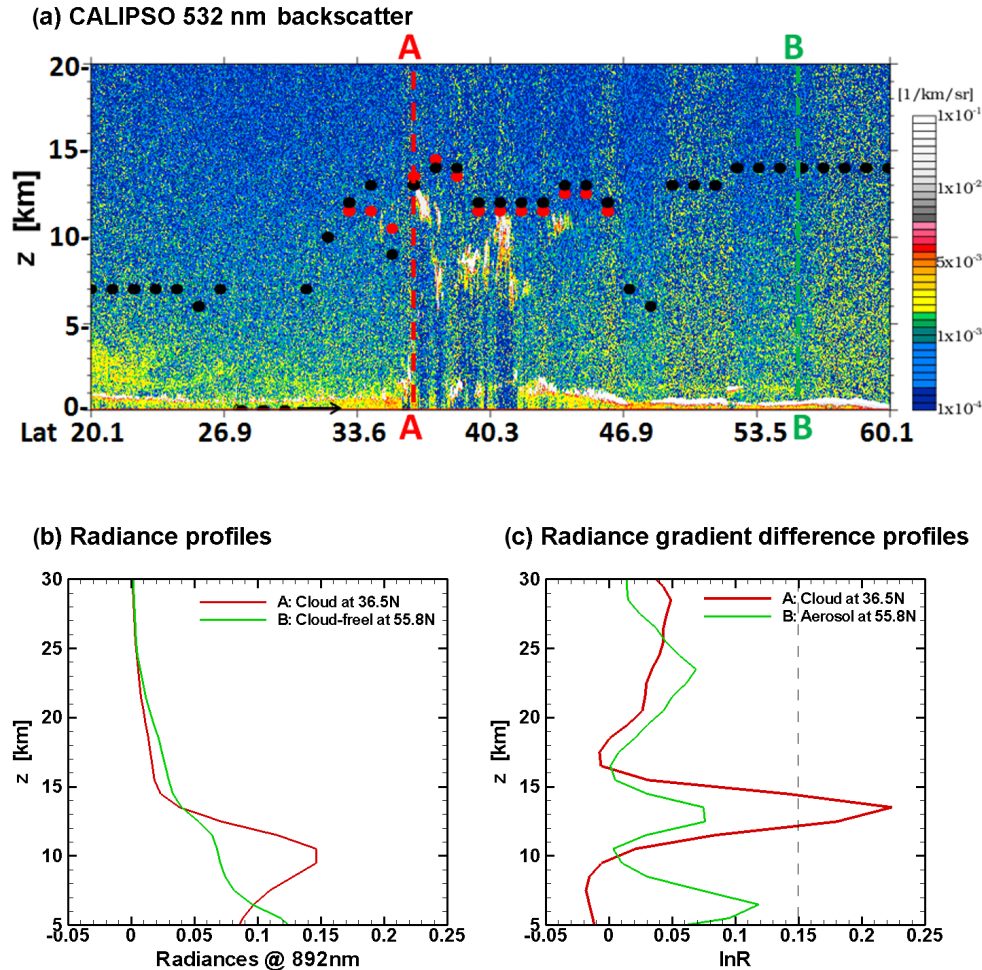 (a) CALIPSO 532 nm backscatter
A
B
20
15
10
5
0
z [km]
[1/km/sr]
1x10⁻¹
1x10⁻²
5x10⁻³
1x10⁻³
1x10⁻⁴
A
B
Lat 20.1 26.9 33.6 40.3 46.9 53.5 60.1
(b) Radiance profiles
30
25
20
15
10
5
z [km]
A: Cloud at 36.5N
B: Cloud-freel at 55.8N
-0.05 0 0.05 0.1 0.15 0.2 0.25
Radiances @ 892nm
(c) Radiance gradient difference profiles
30
25
20
15
10
5
z [km]
A: Cloud at 36.5N
B: Aerosol at 55.8N
-0.05 0 0.05 0.1 0.15 0.2 0.25
lnR